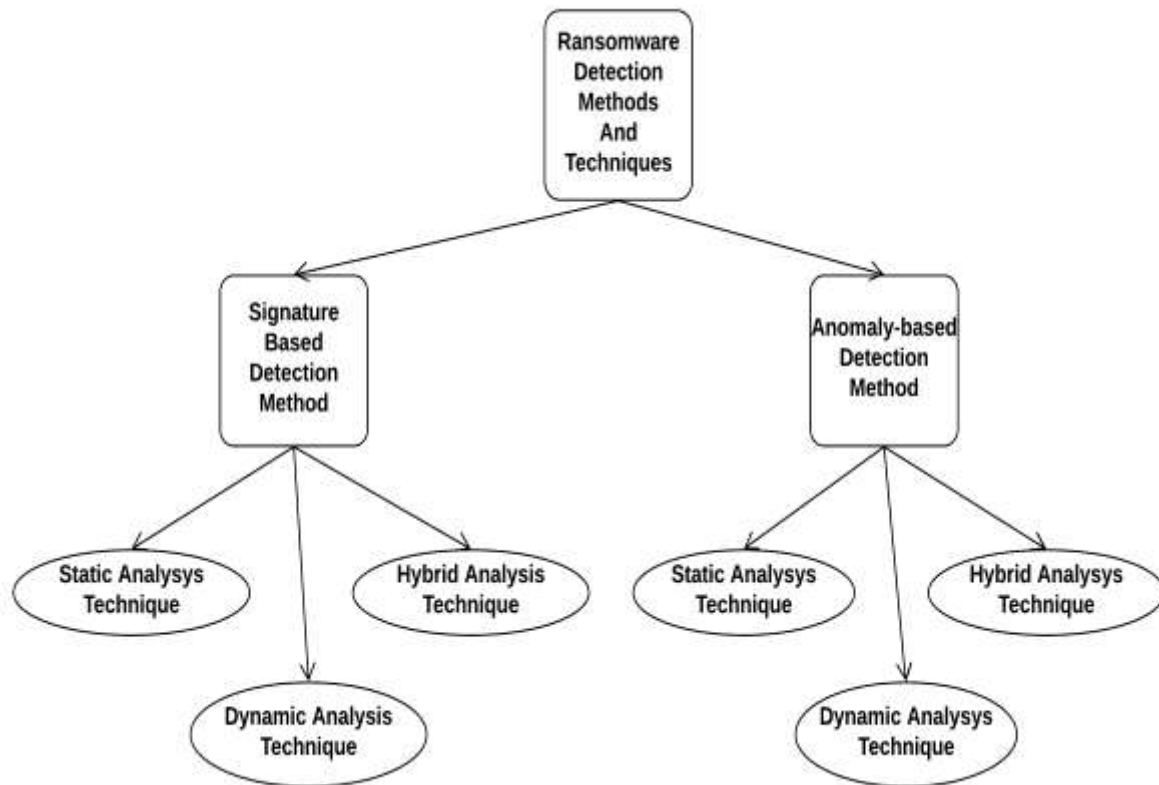 Ransomware
Detection
Methods
And
Techniques
Signature
Based
Detection
Method
Anomaly-based
Detection
Method
Static Analysys
Technique
Hybrid Analysis
Technique
Static Analysys
Technique
Hybrid Analysys
Technique
Dynamic Analysis
Technique
Dynamic Analysys
Technique